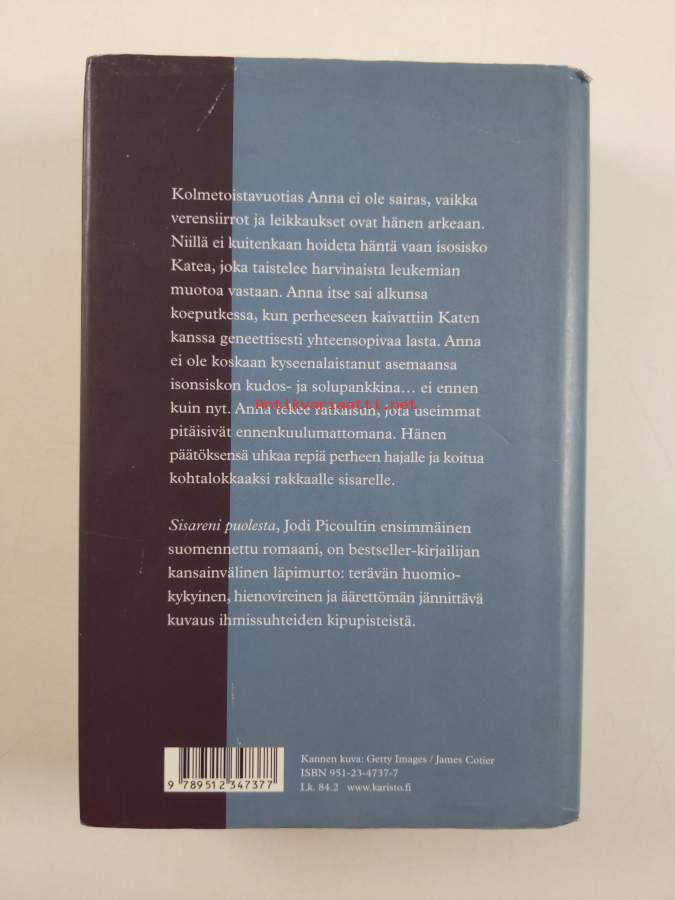 Kolmetoistavuotias Anna ei ole sairas, vaikka
verensiirrot ja leikkaukset ovat hänen arkeaan.
Niillä ei kuitenkaan hoideta häntä vaan isosisko
Katea, joka taistelee harvinaista leukemian
muotoa vastaan. Anna itse sai alkunsa
koeputkessa, kun perheeseen kaivattiin Katen
kanssa geneettisesti yhteensopivaa lasta. Anna
ei ole koskaan kyseenalaistanut asemaansa
isonsiskon kudos- ja solupankkina... ei ennen
Antikvariaatti.net
kuin nyt. Anna tekee ratkaisun, jota useimmat
pitäisivät ennenkuulumattomana. Hänen
päätöksensä uhkaa repiä perheen hajalle ja koitua
kohtalokkaaksi rakkaalle sisarelle.
Sisareni puolesta, Jodi Picoultin ensimmäinen
suomennettu romaani, on bestseller-kirjailijan
kansainvälinen läpimurto: terävän huomio-
kykyinen, hienovireinen ja äärettömän jännittävä
kuvaus ihmissuhteiden kipupisteistä.
Kannen kuva: Getty Images / James Cotier
ISBN 951-23-4737-7
Lk. 84.2 www.karisto.fi
9 789512 347377